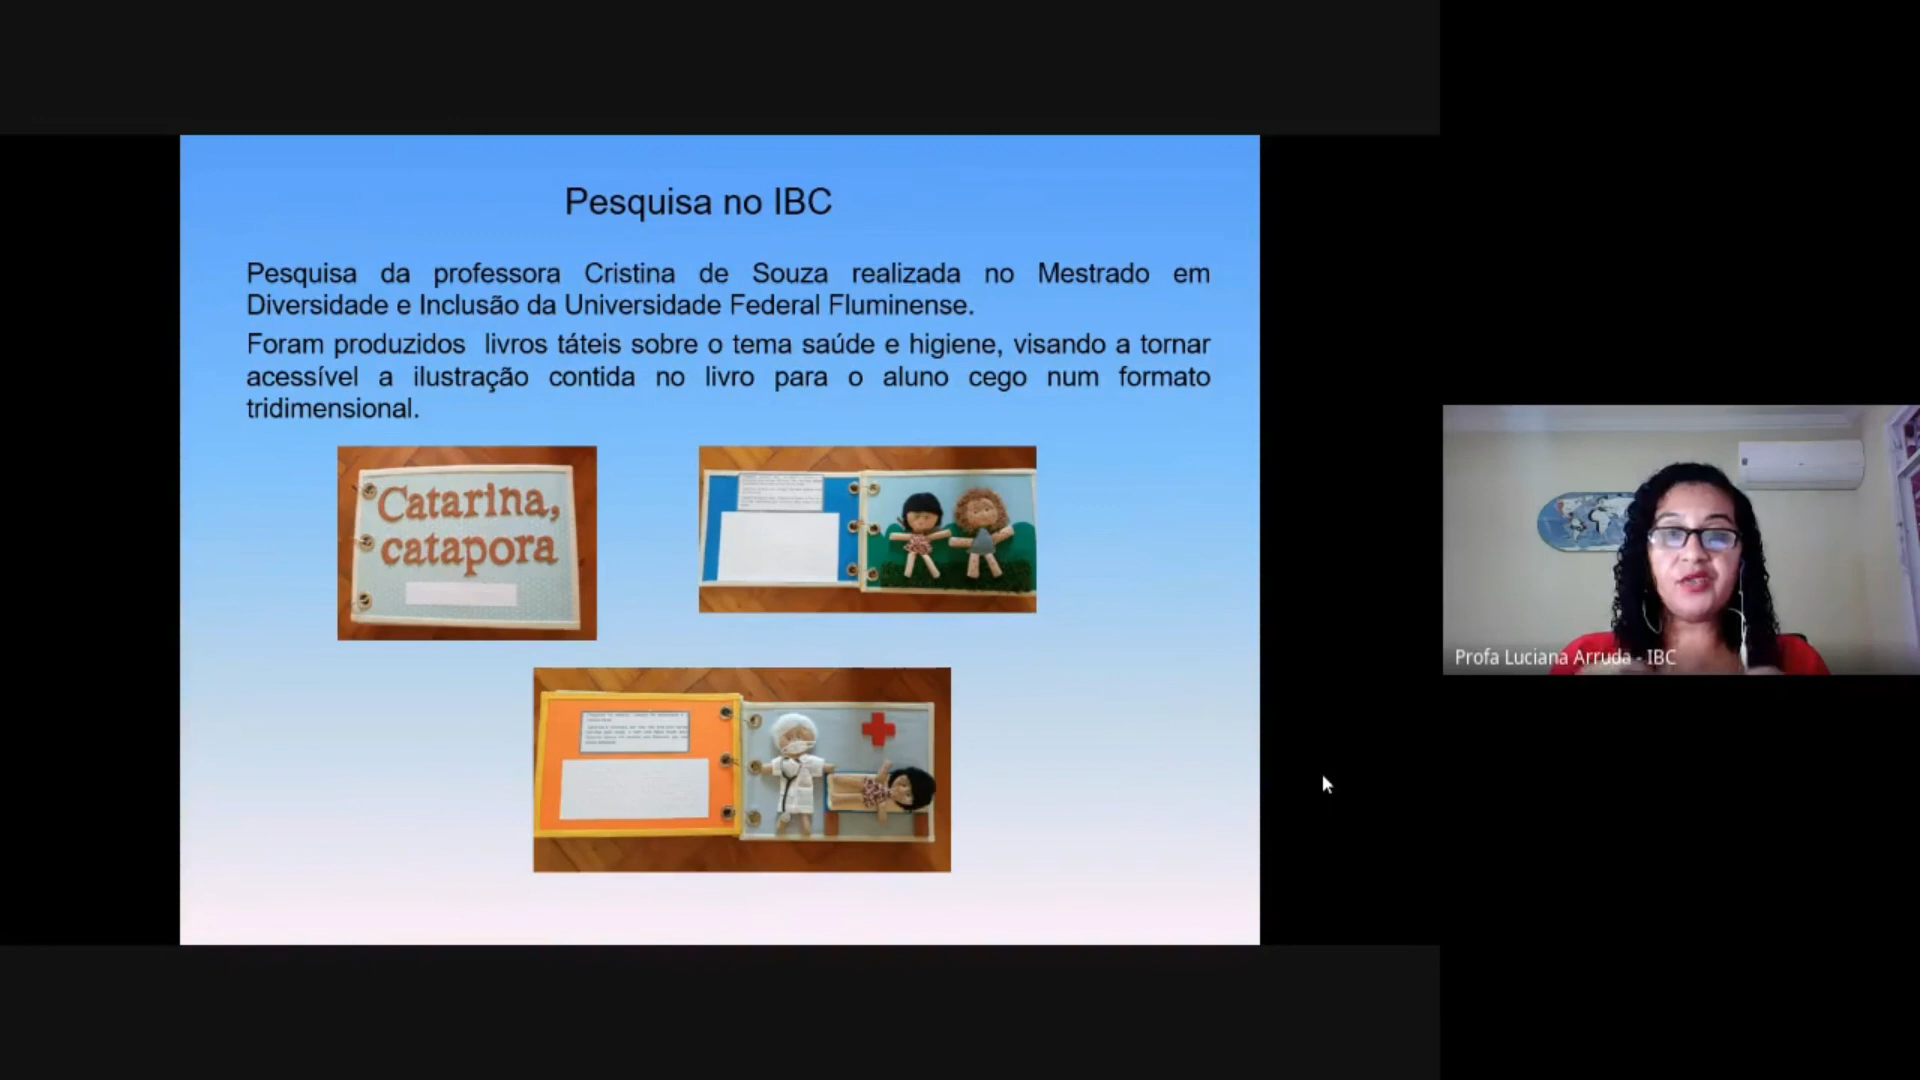 Pesquisa no IBC
Pesquisa da professora Cristina de Souza realizada no Mestrado em
Diversidade e Inclusão da Universidade Federal Fluminense.
Foram produzidos livros táteis sobre o tema saúde e higiene, visando a tornar
acessível a ilustração contida no livro para o aluno cego num formato
tridimensional.
Catarina,
catapora
Profa Luciana Arruda - IBC